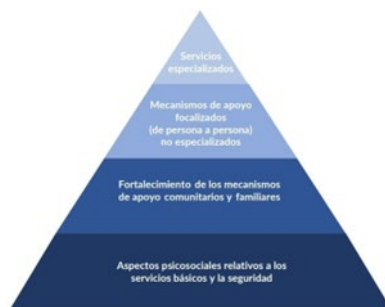 Servicios
especializados
Mecanismos de apoyo
focalizados
(de persona a persona)
no especializados
Fortalecimiento de los mecanismos
de apoyo comunitarios y familiares
Aspectos psicosociales relativos a los
servicios básicos y la seguridad